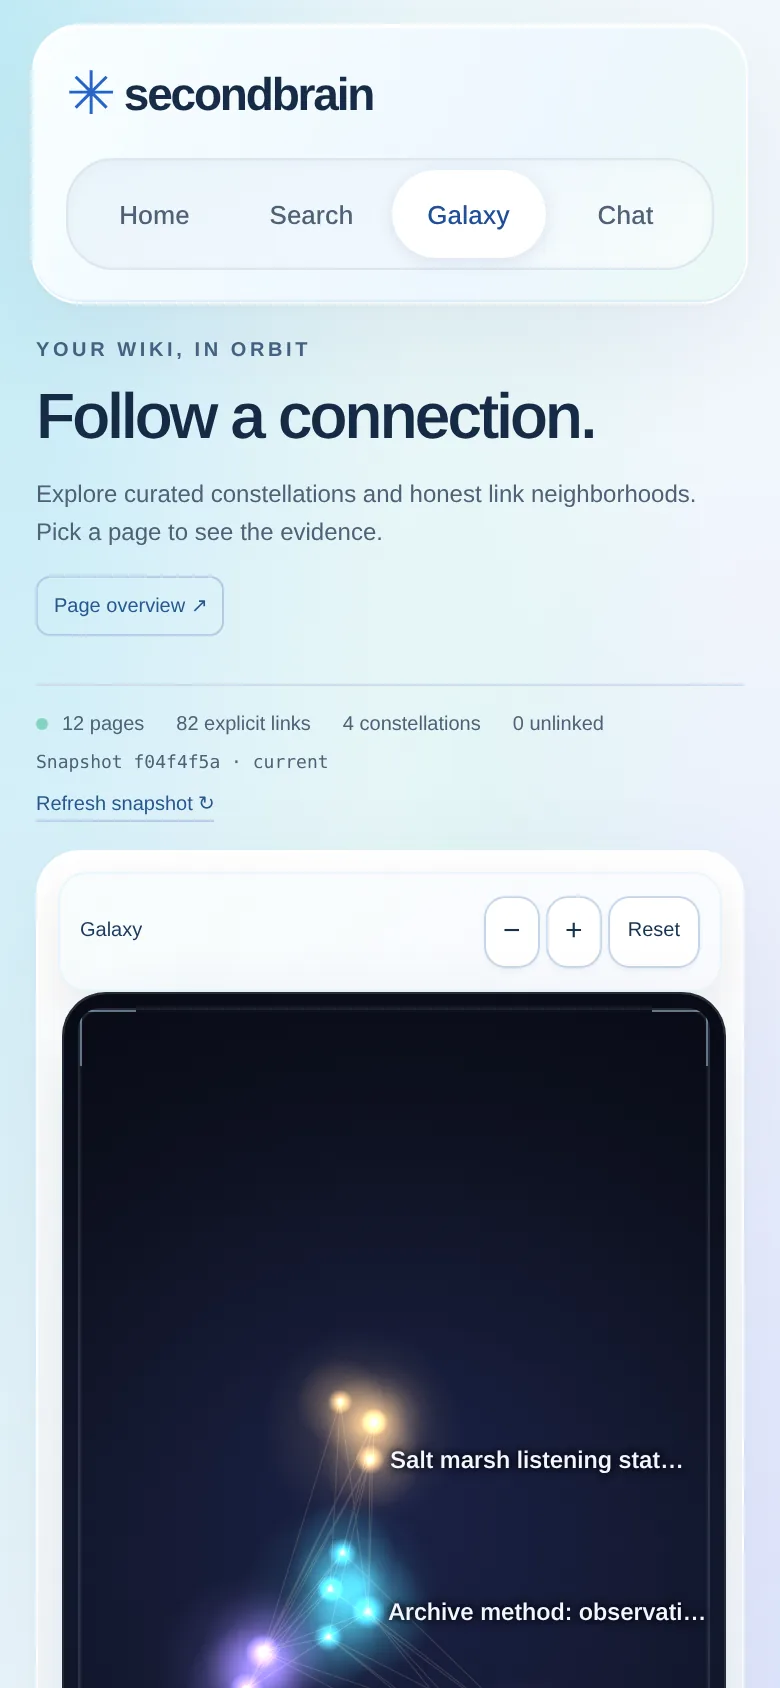 secondbrain
Home Search Galaxy Chat
YOUR WIKI, IN ORBIT
Follow a connection.
Explore curated constellations and honest link neighborhoods.
Pick a page to see the evidence.
Page overview ↗
12 pages 82 explicit links 4 constellations 0 unlinked
Snapshot f04f4f5a · current
Refresh snapshot ↻
Galaxy − + Reset
Salt marsh listening stat…
Archive method: observati…